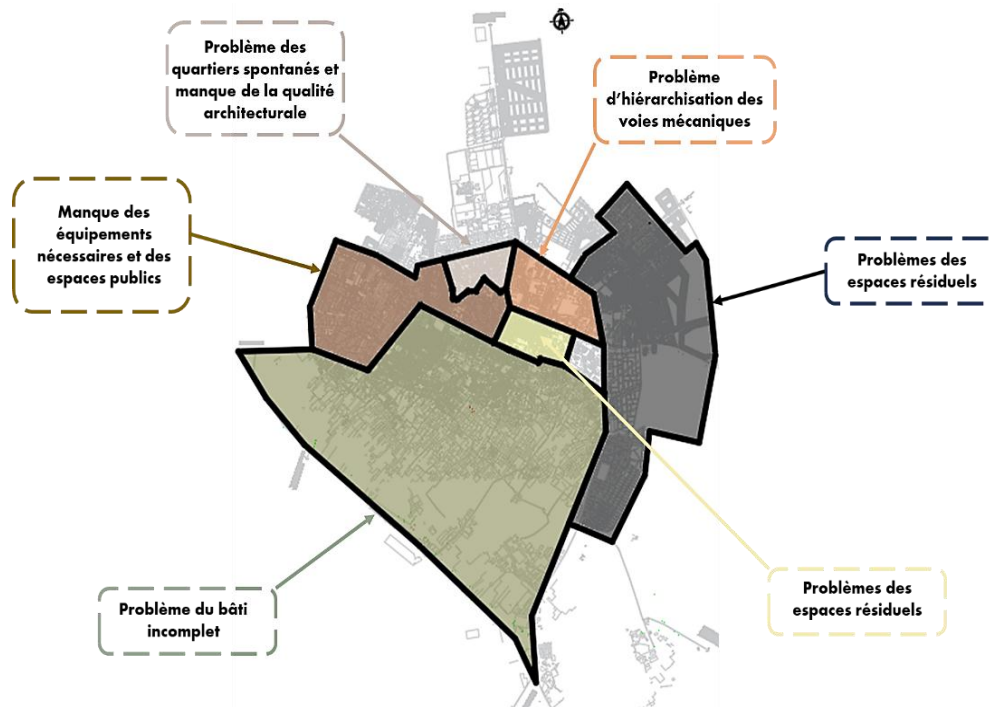 Problème des
quartiers spontanés et
manque de la qualité
architecturale
Problème
d'hiérarchisation des
voies mécaniques
Manque des
équipements
nécessaires et des
espaces publics
Problèmes des
espaces résiduels
Problème du bâti
incomplet
Problèmes des
espaces résiduels